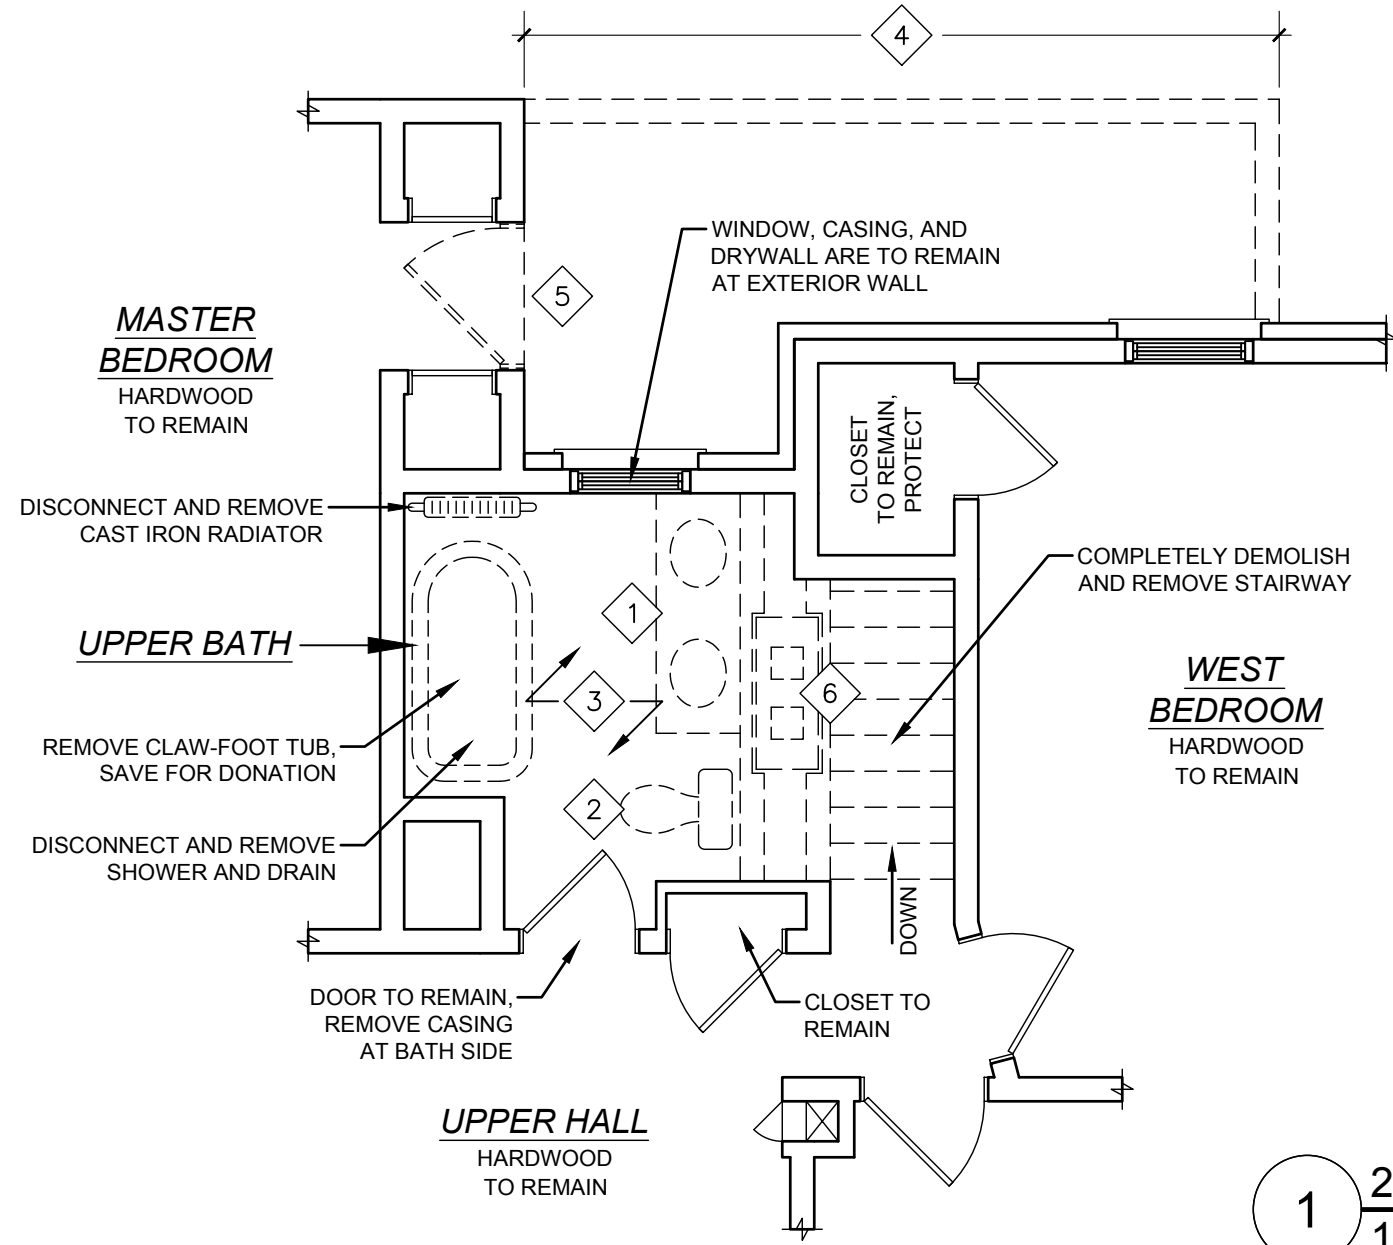 4
WINDOW, CASING, AND
DRYWALL ARE TO REMAIN
AT EXTERIOR WALL
5
MASTER
BEDROOM
HARDWOOD
TO REMAIN
CLOSET
TO REMAIN,
PROTECT
DISCONNECT AND REMOVE
CAST IRON RADIATOR
COMPLETELY DEMOLISH
AND REMOVE STAIRWAY
1
UPPER BATH
3
6
WEST
BEDROOM
HARDWOOD
TO REMAIN
REMOVE CLAW-FOOT TUB,
SAVE FOR DONATION
2
DISCONNECT AND REMOVE
SHOWER AND DRAIN
DOWN
DOOR TO REMAIN,
REMOVE CASING
AT BATH SIDE
CLOSET TO
REMAIN
UPPER HALL
HARDWOOD
TO REMAIN
1
2
1